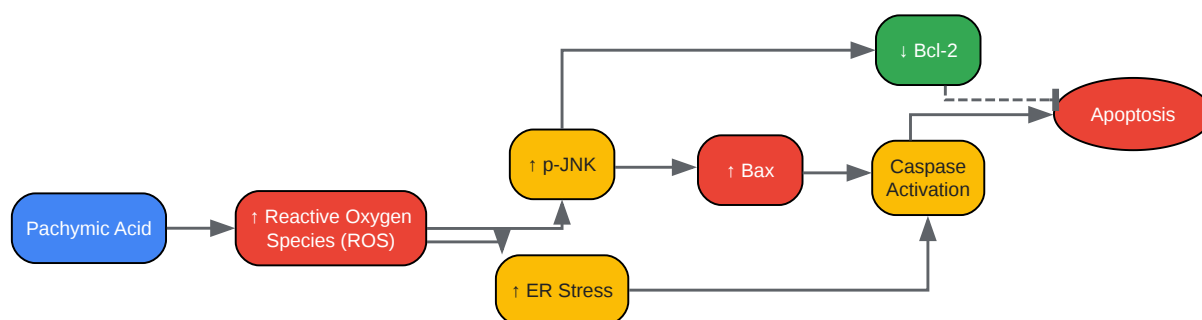 Pachymic Acid
↑ Reactive Oxygen
Species (ROS)
↑ p-JNK
↑ ER Stress
↓ Bcl-2
↑ Bax
Caspase
Activation
Apoptosis